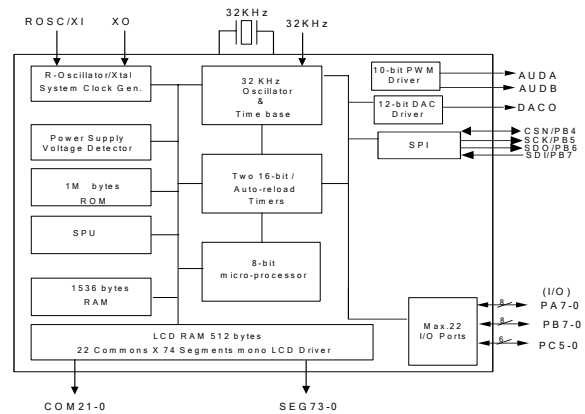 ROSC/XI XO 32KHz 32KHz
R-Oscillator/Xtal
System Clock Gen.
32 KHz
Oscillator
&
Time base
10-bit PWM
Driver
AUDA
AUDB
12-bit DAC
Driver
DACO
Power Supply
Voltage Detector
SPI
CSN/PB4
SCK/PB5
SDO/PB6
SDI/PB7
1M bytes
ROM
Two 16-bit/
Auto-reload
Timers
SPU
8-bit
micro-processor
1536 bytes
RAM
Max.22
I/O Ports
(I/O)
8 PA7-0
8 PB7-0
6 PC5-0
LCD RAM 512 bytes
22 Commons X 74 Segments mono LCD Driver
COM21-0 SEG73-0